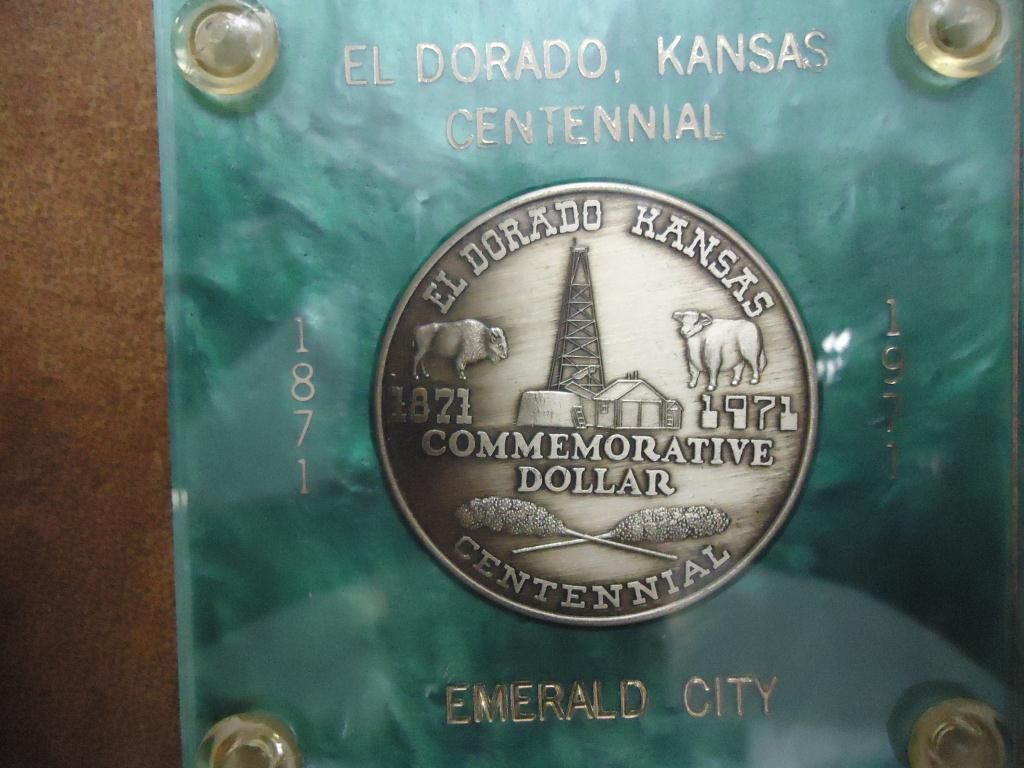 EL DORADO, KANSAS
CENTENNIAL
EL DORADO KANSAS
1871
1971
1871
1971
COMMEMORATIVE
DOLLAR
CENTENNIAL
EMERALD CITY